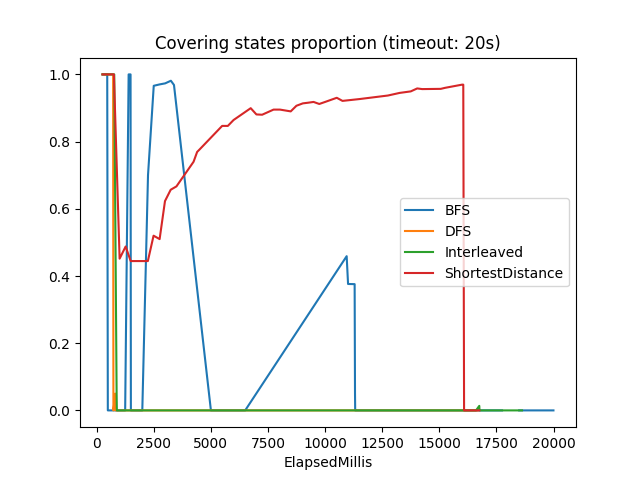 Covering states proportion (timeout: 20s)
1.0
0.8
0.6
0.4
0.2
0.0
BFS
DFS
Interleaved
ShortestDistance
0 2500 5000 7500 10000 12500 15000 17500 20000
ElapsedMillis